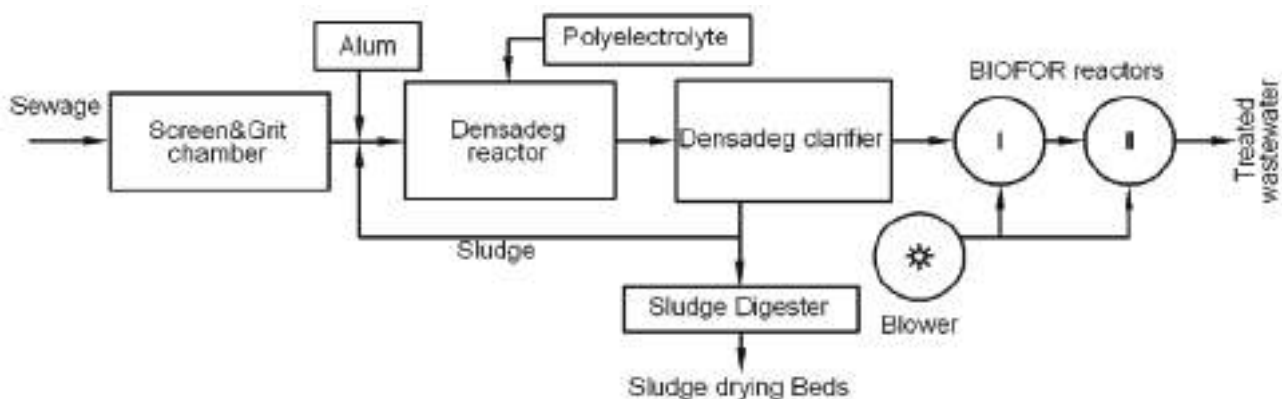 Alum
Polyelectrolyte
BIOFOR reactors
Sewage
Screen&Grit
chamber
Densadeg
reactor
Densadeg clarifier
I
II
Treated
wastewater
Sludge
Sludge Digester
Blower
Sludge drying Beds